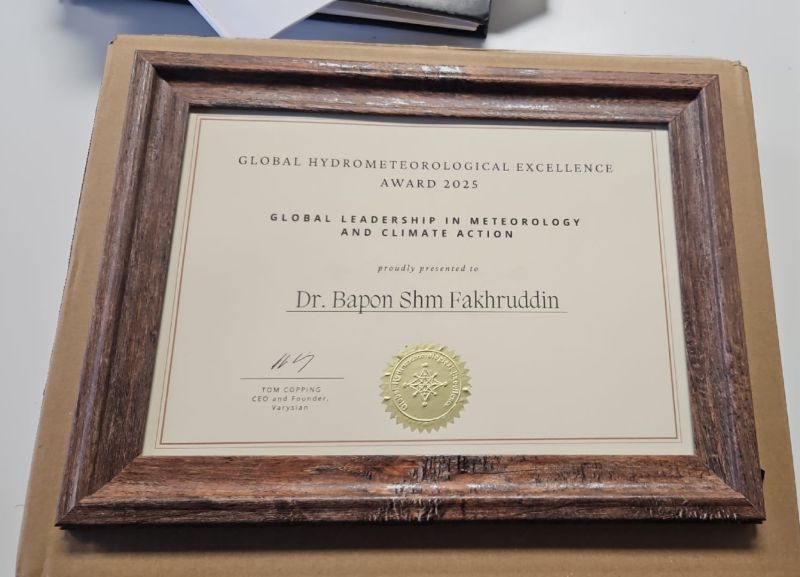 GLOBAL HYDROMETEOROLOGICAL EXCELLENCE
AWARD 2025
GLOBAL LEADERSHIP IN METEOROLOGY
AND CLIMATE ACTION
proudly presented to
Dr. Bapon Shm Fakhruddin
TOM COPPING
CEO and Founder,
Varysian